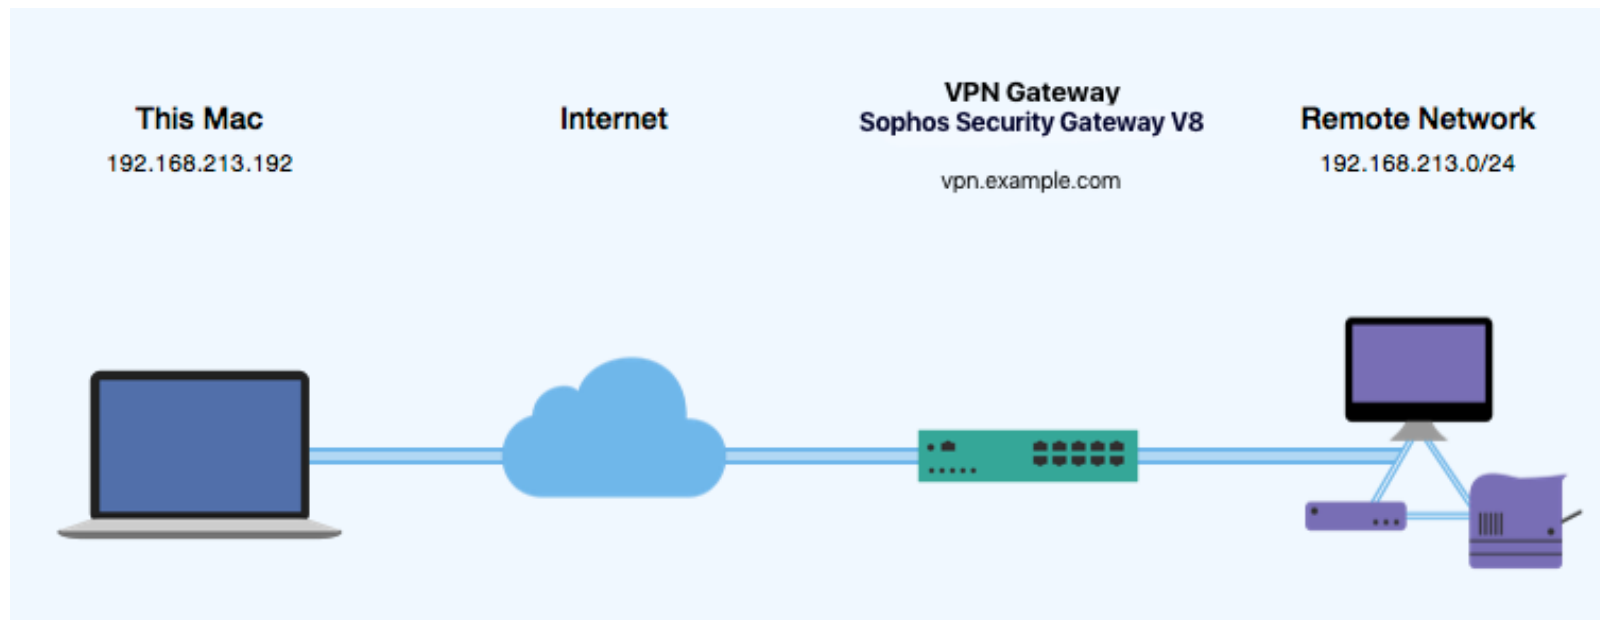 This Mac
192.168.213.192
Internet
VPN Gateway
Sophos Security Gateway V8
vpn.example.com
Remote Network
192.168.213.0/24